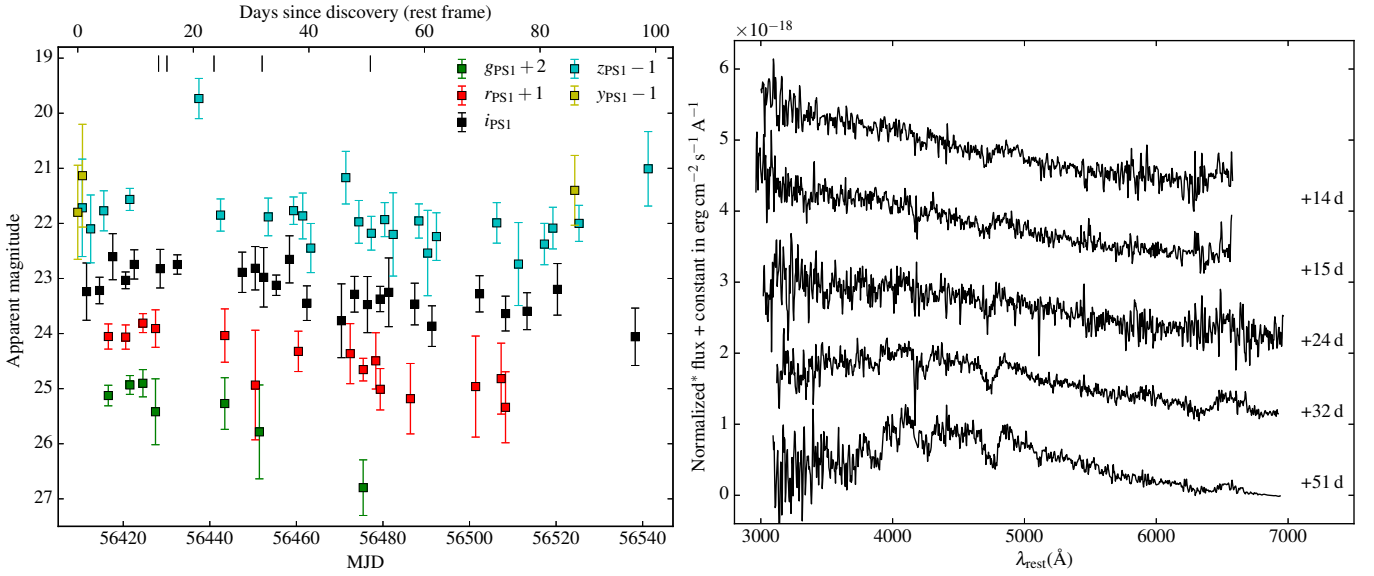 Days since discovery (rest frame)
0 20 40 60 80 100
19
20
21
22
23
24
25
26
27
Apparent magnitude
g_PS1 + 2
r_PS1 + 1
i_PS1
z_PS1 − 1
y_PS1 − 1
56420 56440 56460 56480 56500 56520 56540
MJD
×10^−18
6
5
4
3
2
1
0
Normalized* flux + constant in erg cm^−2 s^−1 A^−1
+14 d
+15 d
+24 d
+32 d
+51 d
3000 4000 5000 6000 7000
λ_rest(Å)